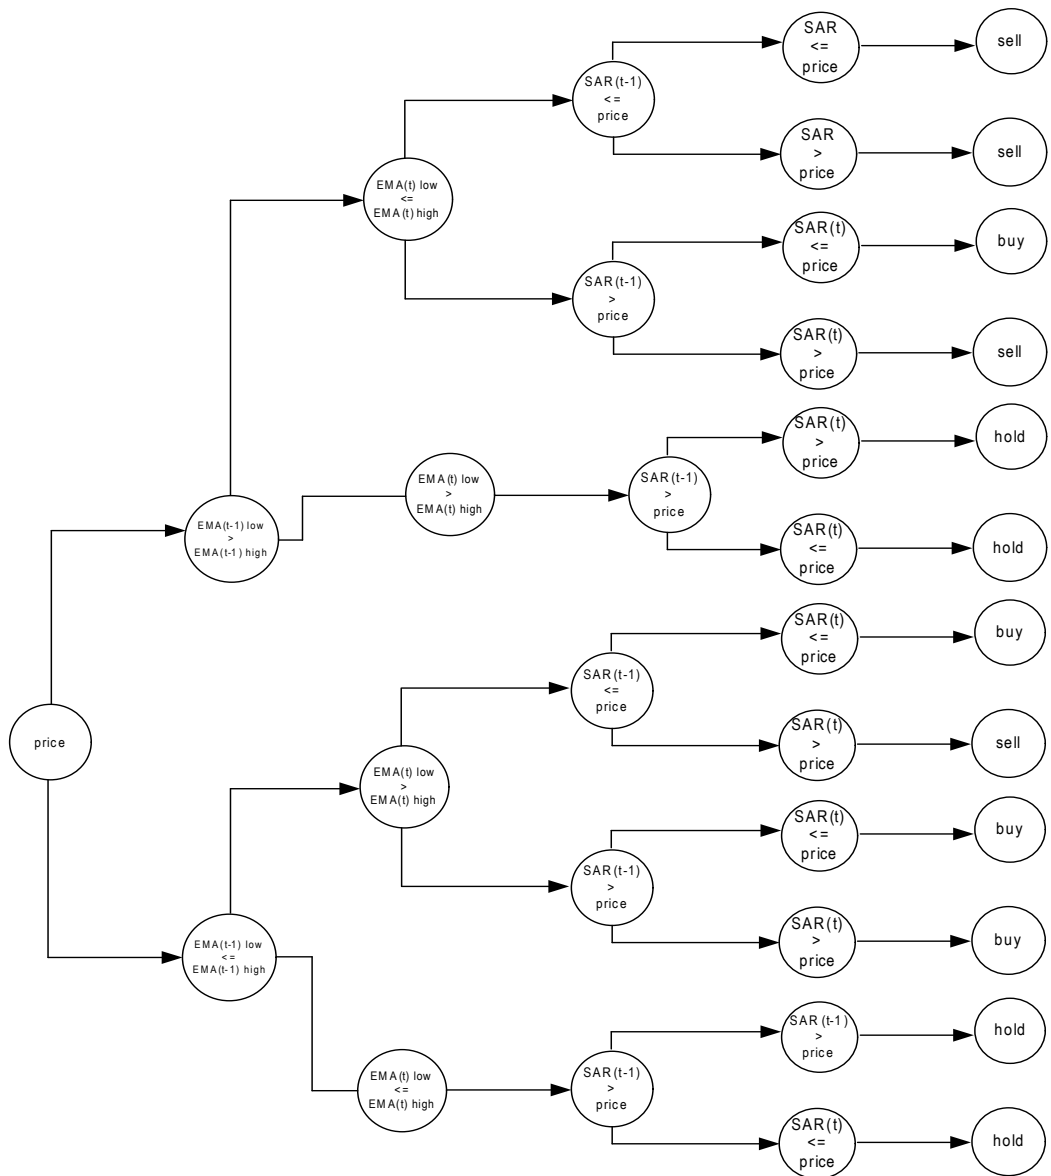 SAR
<=
price
sell
SAR(t-1)
<=
price
SAR
>
price
sell
EMA(t) low
<=
EMA(t) high
SAR(t)
<=
price
buy
SAR(t-1)
>
price
SAR(t)
>
price
sell
SAR(t)
>
price
hold
EMA(t) low
>
EMA(t) high
SAR(t-1)
>
price
EMA(t-1) low
>
EMA(t-1) high
SAR(t)
<=
price
hold
SAR(t)
<=
price
buy
SAR(t-1)
<=
price
price
SAR(t)
>
price
sell
EMA(t) low
>
EMA(t) high
SAR(t)
<=
price
buy
SAR(t-1)
>
price
SAR(t)
>
price
buy
EMA(t-1) low
<=
EMA(t-1) high
SAR(t-1)
>
price
hold
EMA(t) low
<=
EMA(t) high
SAR(t-1)
>
price
SAR(t)
<=
price
hold